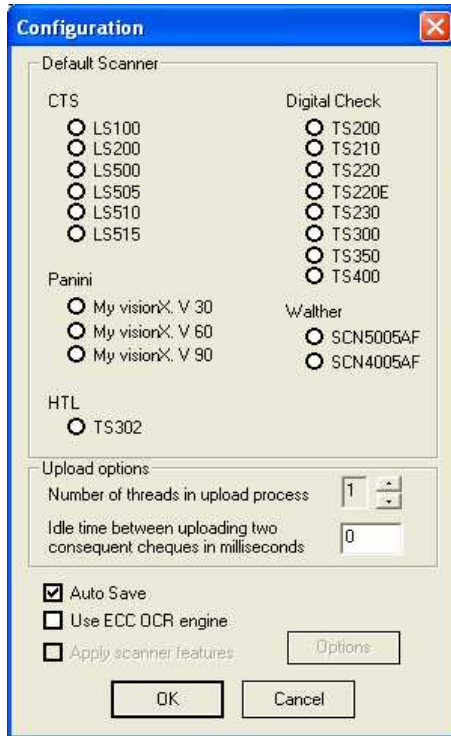 Configuration
Default Scanner
CTS
LS100
LS200
LS500
LS505
LS510
LS515
Panini
My visionX. V 30
My visionX. V 60
My visionX. V 90
HTL
TS302
Digital Check
TS200
TS210
TS220
TS220E
TS230
TS300
TS350
TS400
Walther
SCN5005AF
SCN4005AF
Upload options
Number of threads in upload process
1
Idle time between uploading two
consequent cheques in milliseconds
0
Auto Save
Use ECC OCR engine
Apply scanner features
Options
OK
Cancel